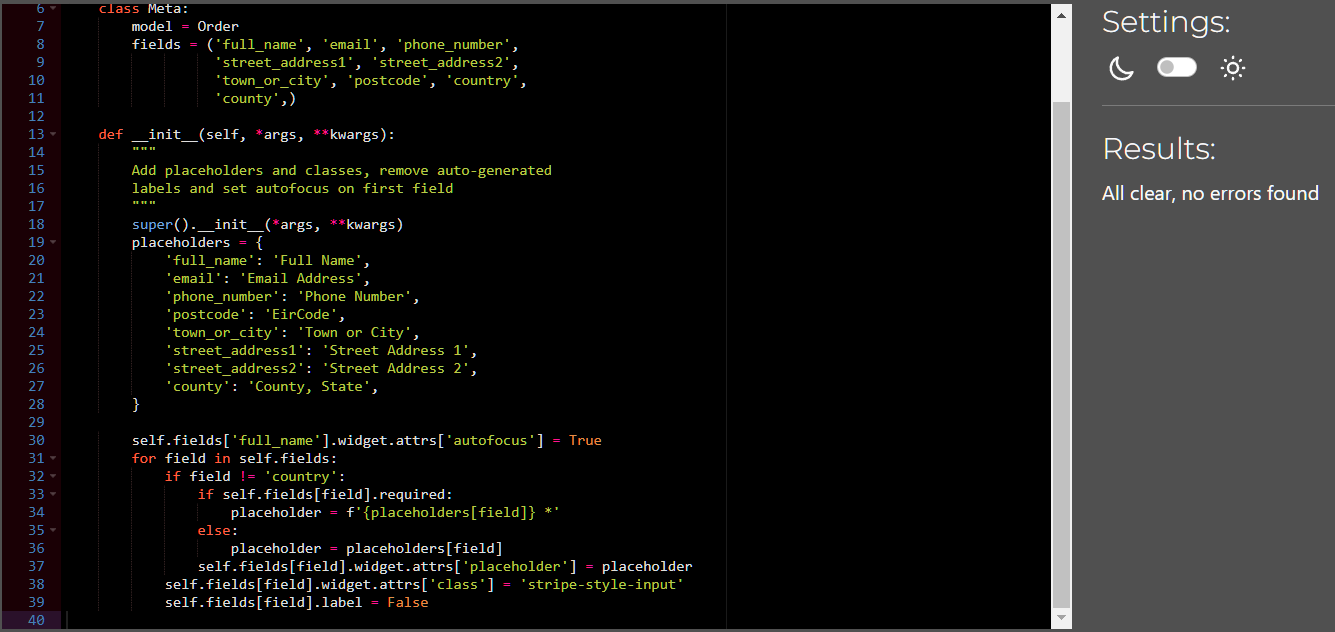 6 class Meta:
7 model = Order
8 fields = ('full_name', 'email', 'phone_number',
9 'street_address1', 'street_address2',
10 'town_or_city', 'postcode', 'country',
11 'county',)
12
13 def __init__(self, *args, **kwargs):
14 """
15 Add placeholders and classes, remove auto-generated
16 labels and set autofocus on first field
17 """
18 super().__init__(*args, **kwargs)
19 placeholders = {
20 'full_name': 'Full Name',
21 'email': 'Email Address',
22 'phone_number': 'Phone Number',
23 'postcode': 'EirCode',
24 'town_or_city': 'Town or City',
25 'street_address1': 'Street Address 1',
26 'street_address2': 'Street Address 2',
27 'county': 'County, State',
28 }
29
30 self.fields['full_name'].widget.attrs['autofocus'] = True
31 for field in self.fields:
32 if field != 'country':
33 if self.fields[field].required:
34 placeholder = f'{placeholders[field]} *'
35 else:
36 placeholder = placeholders[field]
37 self.fields[field].widget.attrs['placeholder'] = placeholder
38 self.fields[field].widget.attrs['class'] = 'stripe-style-input'
39 self.fields[field].label = False
40
Settings:
Results:
All clear, no errors found